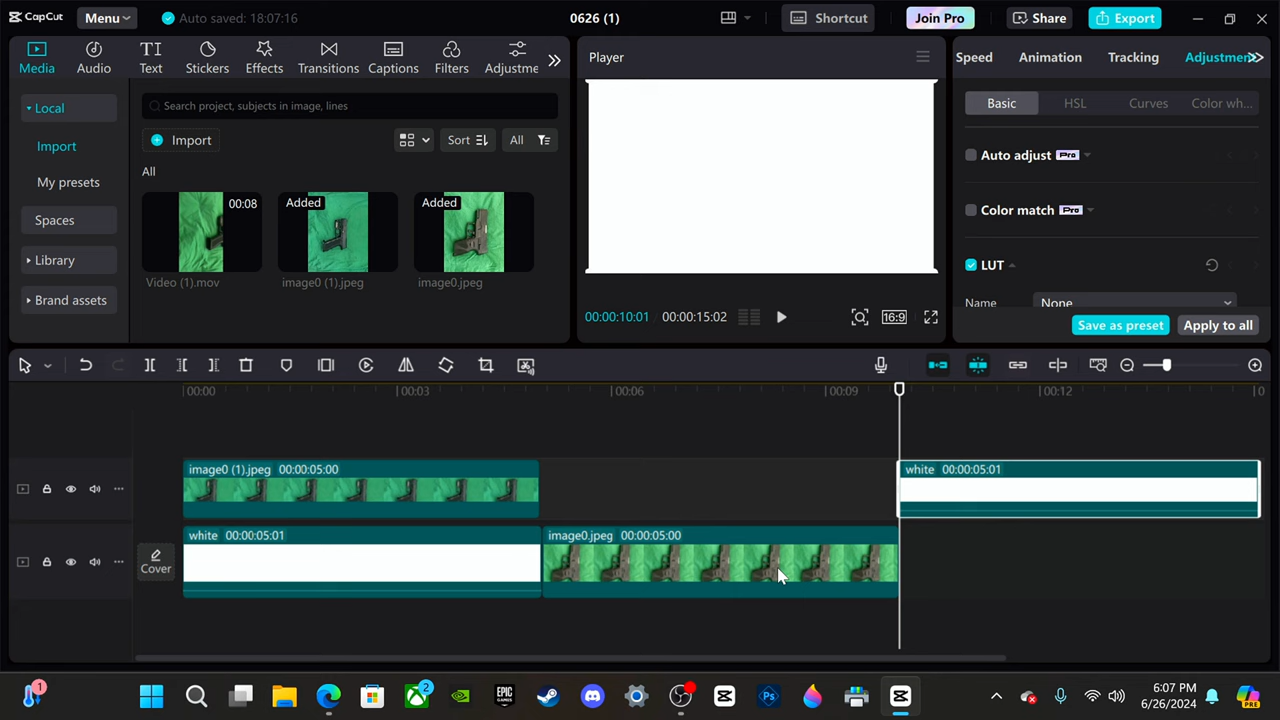 CapCut
Menu
Auto saved: 18:07:16
0626 (1)
Shortcut
Join Pro
Share
Export
Media
Audio
Text
Effects
Transitions
Captions
Filters
Player
Speed
Animation
Tracking
Local
Import
My presets
Spaces
Library
Brand assets
Search project, subjects in image, lines
Import
Sort
All
All
00:08
Added
Added
Video (1).mov
image0 (1).jpeg
image0.jpeg
00:00:10:01
00:00:15:02
16:9
Basic
HSL
Curves
Color wh...
Auto adjust Pro
Color match Pro
LUT
Name
None
Save as preset
Apply to all
00:00
00:03
00:06
00:09
00:12
image0 (1).jpeg 00:00:05:00
white 00:00:05:01
Cover
white 00:00:05:01
image0.jpeg 00:00:05:00
1
2
EPIC
GAMES
Ps
PRE
6:07 PM
6/26/2024